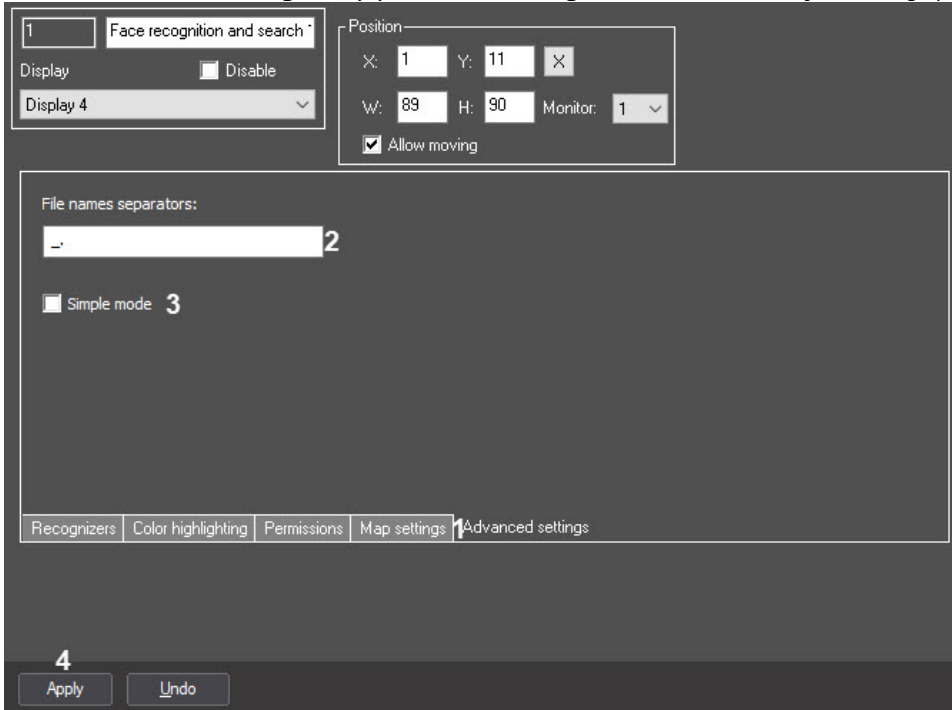 1 Face recognition and search
Display Disable
Display 4
Position
X: 1 Y: 11 X
W: 89 H: 90 Monitor: 1
Allow moving
File names separators:
_. 2
Simple mode 3
Recognizers Color highlighting Permissions Map settings 1 Advanced settings
4
Apply Undo